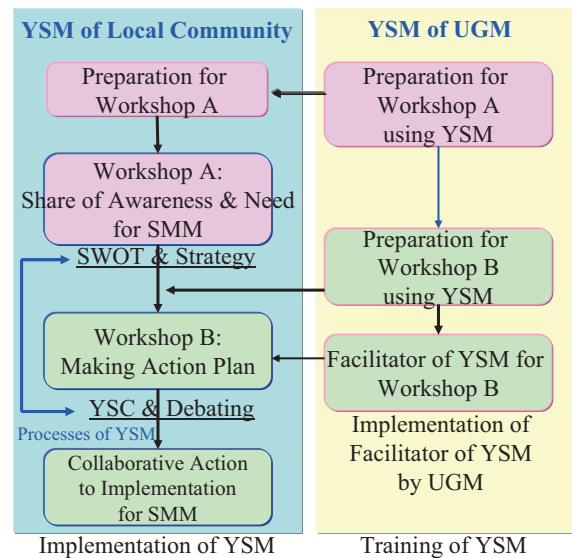 YSM of Local Community
Preparation for
Workshop A
Workshop A:
Share of Awareness & Need
for SMM
SWOT & Strategy
Workshop B:
Making Action Plan
YSC & Debating
Processes of YSM
Collaborative Action
to Implementation
for SMM
Implementation of YSM
YSM of UGM
Preparation for
Workshop A
using YSM
Preparation for
Workshop B
using YSM
Facilitator of YSM for
Workshop B
Implementation of
Facilitator of YSM
by UGM
Training of YSM